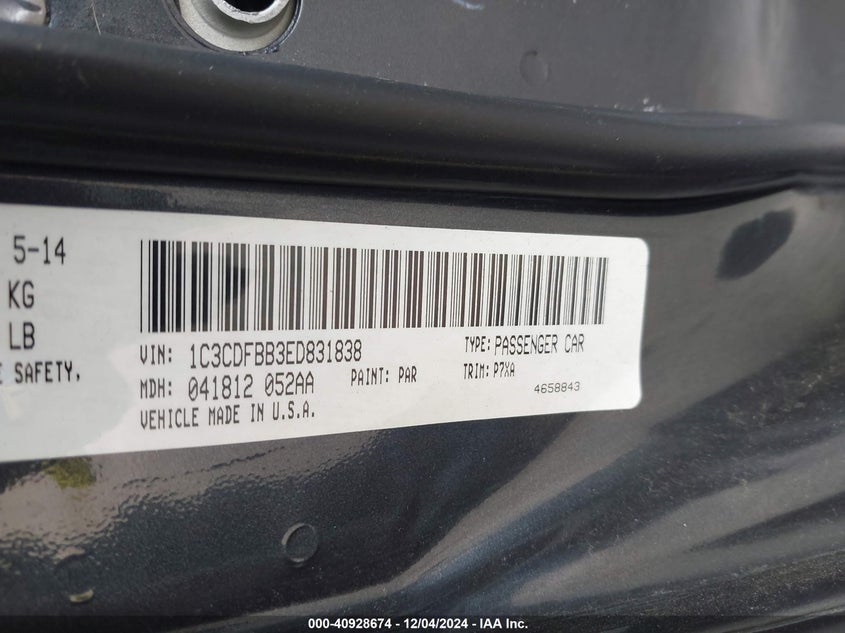 5-14
KG
LB
E SAFETY,
VIN: 1C3CDFBB3ED831838
TYPE: PASSENGER CAR
MDH: 041812 052AA
PAINT: PAR
TRIM: P7XA
VEHICLE MADE IN U.S.A.
4658843
000-40928674 - 12/04/2024 - IAA Inc.